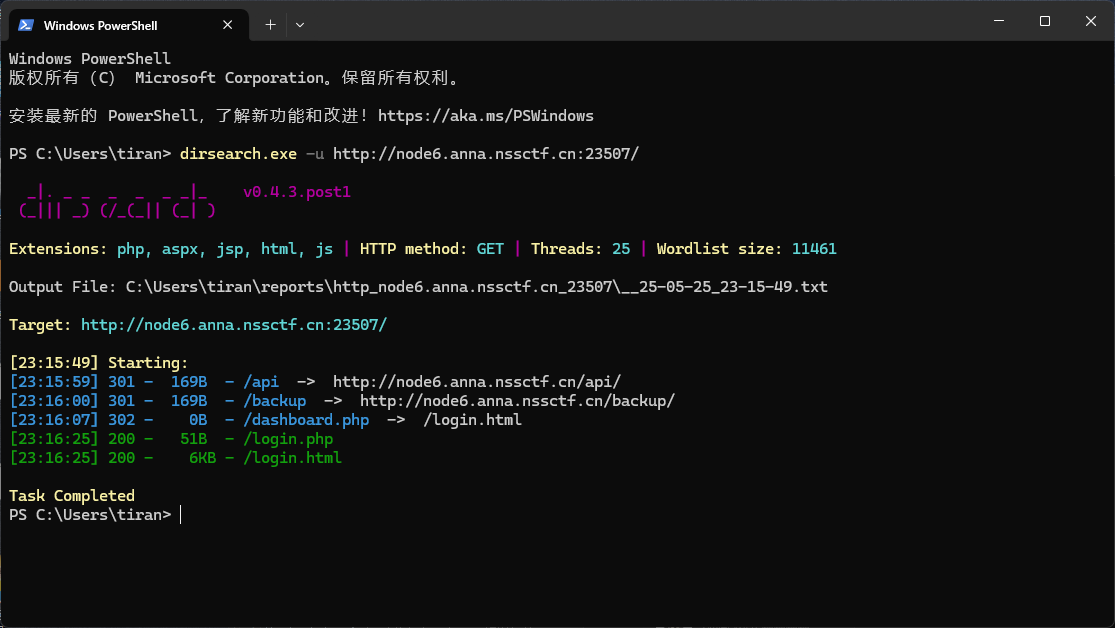 Windows PowerShell
Windows PowerShell
版权所有 (C) Microsoft Corporation。保留所有权利。
安装最新的 PowerShell，了解新功能和改进！https://aka.ms/PSWindows
PS C:\Users\tiran> dirsearch.exe -u http://node6.anna.nssctf.cn:23507/
  _|. _ _  _  _  _ _|_    v0.4.3.post1
 (_||| _) (/_(_|| (_| )
Extensions: php, aspx, jsp, html, js | HTTP method: GET | Threads: 25 | Wordlist size: 11461
Output File: C:\Users\tiran\reports\http_node6.anna.nssctf.cn_23507\__25-05-25_23-15-49.txt
Target: http://node6.anna.nssctf.cn:23507/
[23:15:49] Starting:
[23:15:59] 301 -  169B  - /api  ->  http://node6.anna.nssctf.cn/api/
[23:16:00] 301 -  169B  - /backup  ->  http://node6.anna.nssctf.cn/backup/
[23:16:07] 302 -    0B  - /dashboard.php  ->  /login.html
[23:16:25] 200 -   51B  - /login.php
[23:16:25] 200 -    6KB - /login.html
Task Completed
PS C:\Users\tiran>